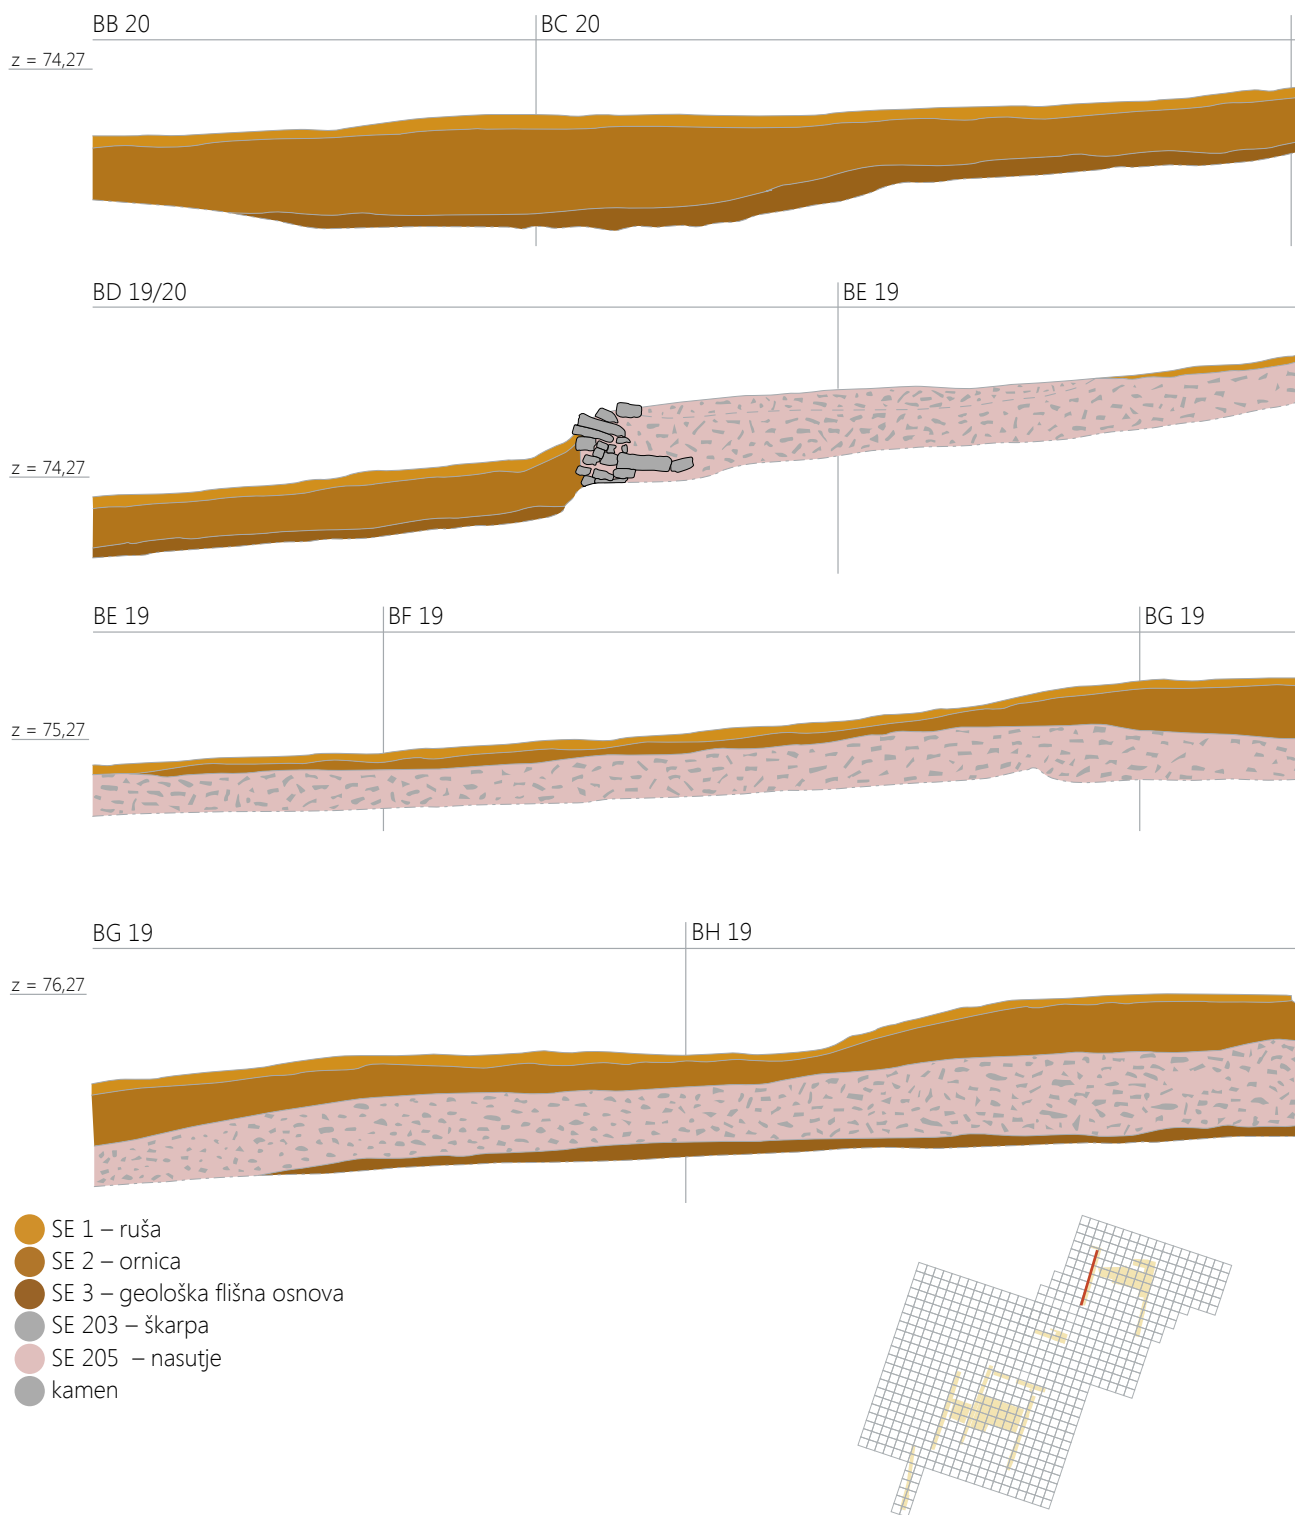 BB 20
BC 20
z = 74,27
BD 19/20
BE 19
z = 74,27
BE 19
BF 19
BG 19
z = 75,27
BG 19
BH 19
z = 76,27
SE 1 – ruša
SE 2 – ornica
SE 3 – geološka flišna osnova
SE 203 – škarpa
SE 205 – nasutje
kamen